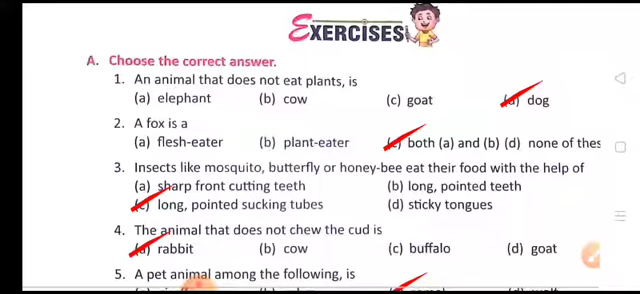 EXERCISES
A. Choose the correct answer.
1. An animal that does not eat plants, is
(a) elephant (b) cow (c) goat (d) dog
2. A fox is a
(a) flesh-eater (b) plant-eater (c) both (a) and (b) (d) none of thes
3. Insects like mosquito, butterfly or honey-bee eat their food with the help of
(a) sharp front cutting teeth (b) long, pointed teeth
(c) long, pointed sucking tubes (d) sticky tongues
4. The animal that does not chew the cud is
(a) rabbit (b) cow (c) buffalo (d) goat
5. A pet animal among the following, is